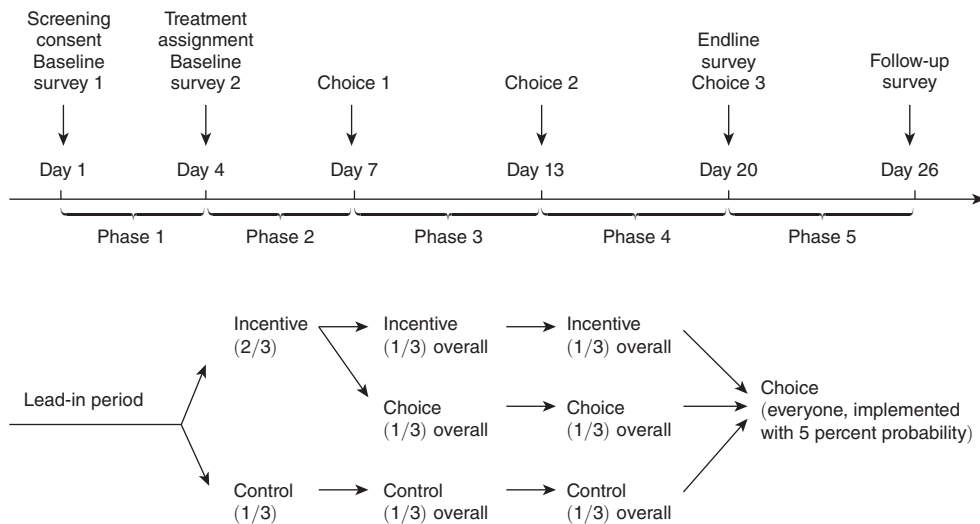 Screening
consent
Baseline
survey 1
Treatment
assignment
Baseline
survey 2
Choice 1
Choice 2
Endline
survey
Choice 3
Follow-up
survey
Day 1
Day 4
Day 7
Day 13
Day 20
Day 26
Phase 1
Phase 2
Phase 3
Phase 4
Phase 5
Lead-in period
Incentive
(2/3)
Incentive
(1/3) overall
Incentive
(1/3) overall
Choice
(1/3) overall
Choice
(1/3) overall
Choice
(everyone, implemented
with 5 percent probability)
Control
(1/3)
Control
(1/3) overall
Control
(1/3) overall